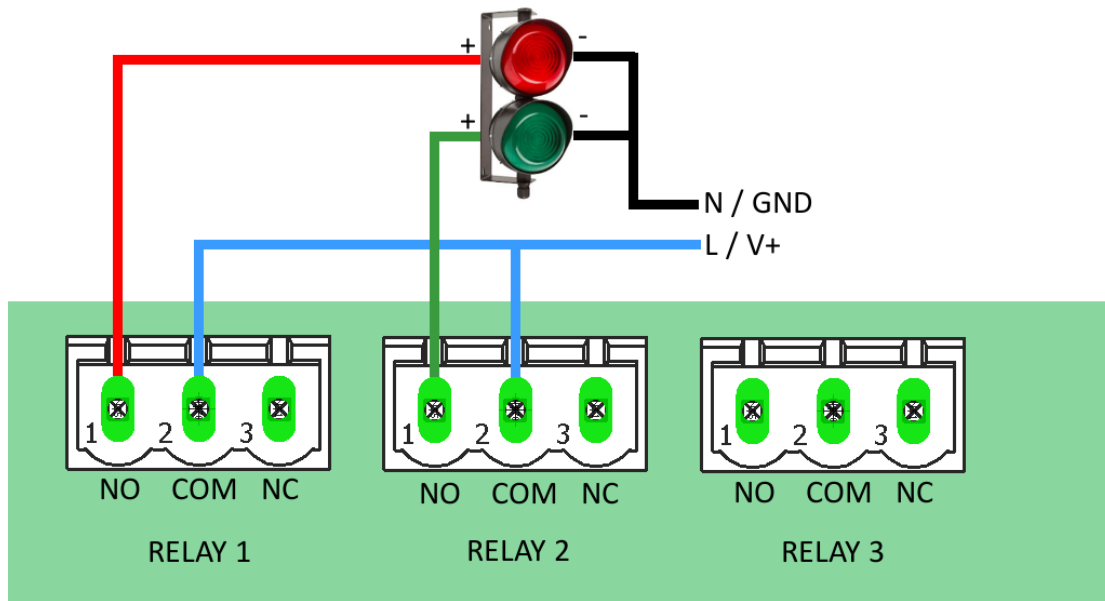 + -
+ -
N / GND
L / V+
1 2 3 1 2 3 1 2 3
NO COM NC NO COM NC NO COM NC
RELAY 1 RELAY 2 RELAY 3